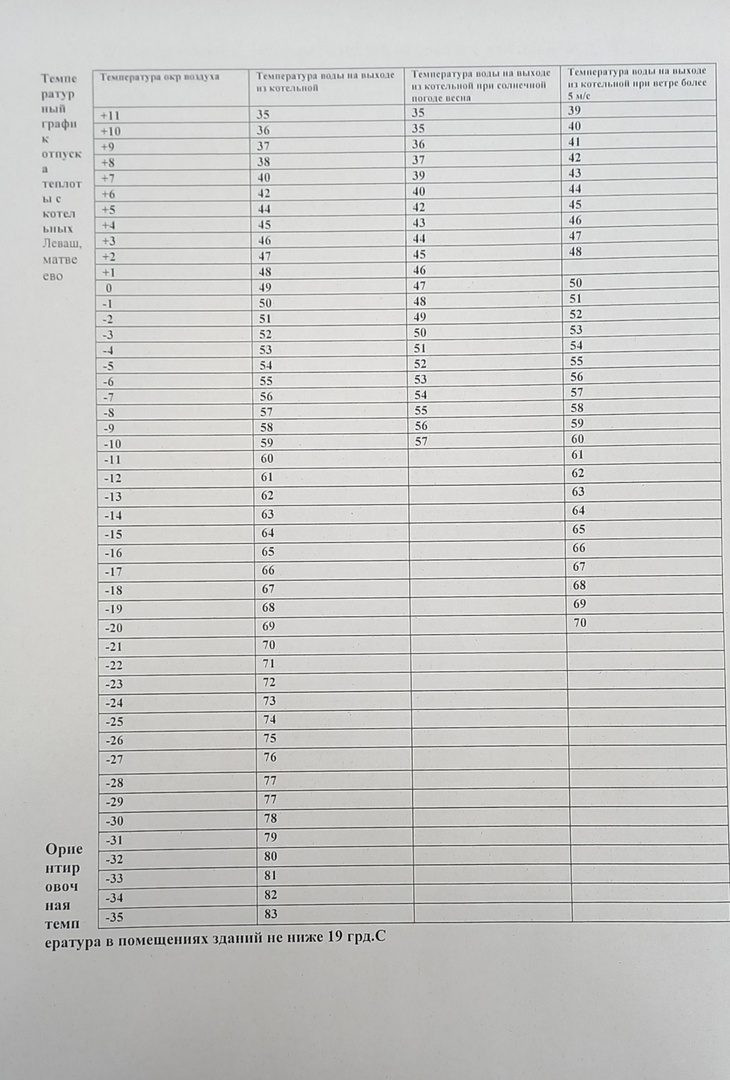 Темпе
ратур
ный
графи
к
отпуск
а
теплот
ы с
котел
ьных
Леваш,
матве
ево
Температура окр воздуха Температура воды на выходе из котельной Температура воды на выходе из котельной при солнечной погоде весна Температура воды на выходе из котельной при ветре более 5 м/с
+11 35 35 39
+10 36 35 40
+9 37 36 41
+8 38 37 42
+7 40 39 43
+6 42 40 44
+5 44 42 45
+4 45 43 46
+3 46 44 47
+2 47 45 48
+1 48 46
0 49 47 50
-1 50 48 51
-2 51 49 52
-3 52 50 53
-4 53 51 54
-5 54 52 55
-6 55 53 56
-7 56 54 57
-8 57 55 58
-9 58 56 59
-10 59 57 60
-11 60 61
-12 61 62
-13 62 63
-14 63 64
-15 64 65
-16 65 66
-17 66 67
-18 67 68
-19 68 69
-20 69 70
-21 70
-22 71
-23 72
-24 73
-25 74
-26 75
-27 76
-28 77
-29 77
-30 78
-31 79
-32 80
-33 81
-34 82
-35 83
Орие
нтир
овоч
ная
темп
ература в помещениях зданий не ниже 19 грд.С